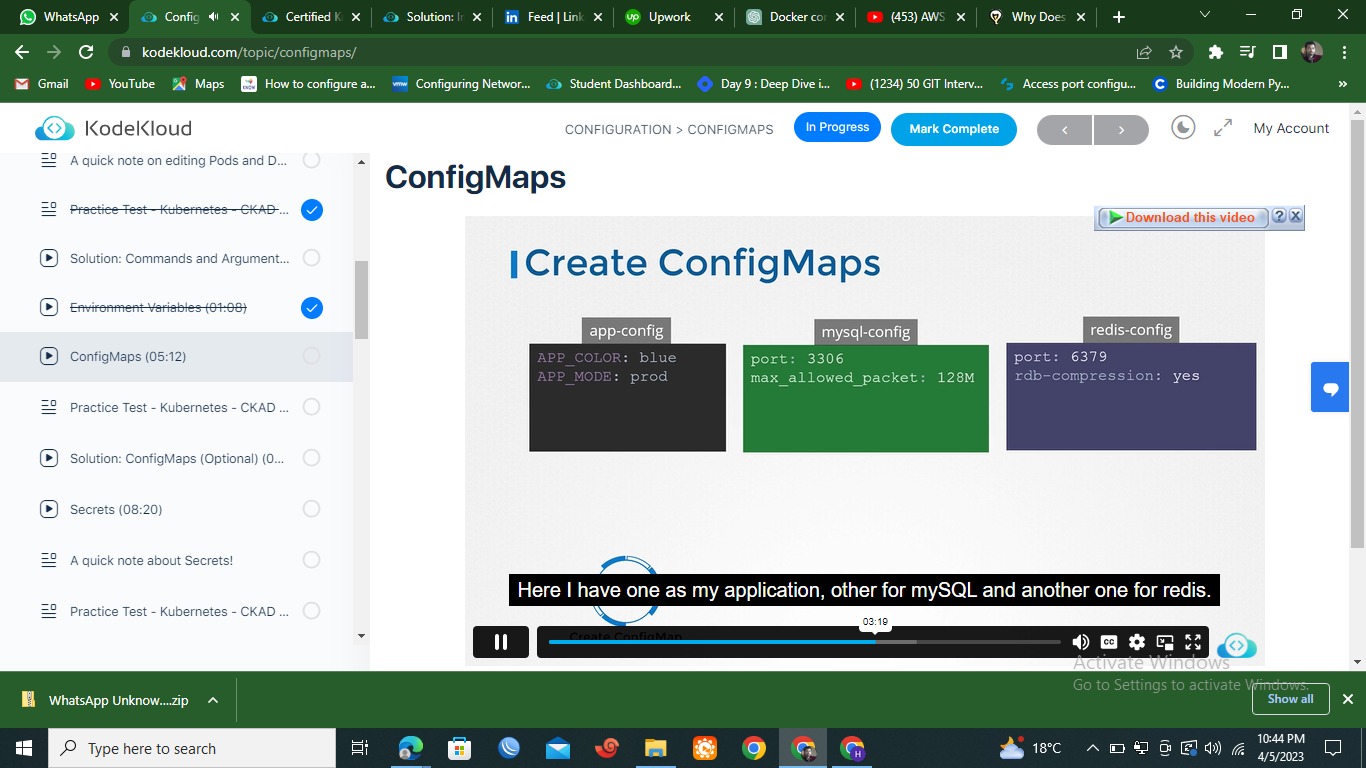 WhatsApp
Config
Certified K
Solution: I
Feed | Link
Upwork
Docker co
(453) AWS
Why Does
kodekloud.com/topic/configmaps/
Gmail
YouTube
Maps
How to configure a...
Configuring Networ...
Student Dashboard...
Day 9 : Deep Dive i...
(1234) 50 GIT Interv...
Access port configu...
Building Modern Py...
»
KodeKloud
CONFIGURATION > CONFIGMAPS
In Progress
Mark Complete
<
>
My Account
A quick note on editing Pods and D...
Practice Test - Kubernetes - CKAD ...
Solution: Commands and Argument...
Environment Variables (01:08)
ConfigMaps (05:12)
Practice Test - Kubernetes - CKAD ...
Solution: ConfigMaps (Optional) (0...
Secrets (08:20)
A quick note about Secrets!
Practice Test - Kubernetes - CKAD ...
ConfigMaps
Download this video
?
X
Create ConfigMaps
app-config
APP_COLOR: blue
APP_MODE: prod
mysql-config
port: 3306
max_allowed_packet: 128M
redis-config
port: 6379
rdb-compression: yes
Here I have one as my application, other for mySQL and another one for redis.
03:19
Create ConfigMap
CC
Activate Windows
Go to Settings to activate Windows.
WhatsApp Unknow....zip
Show all
Type here to search
18°C
10:44 PM
4/5/2023